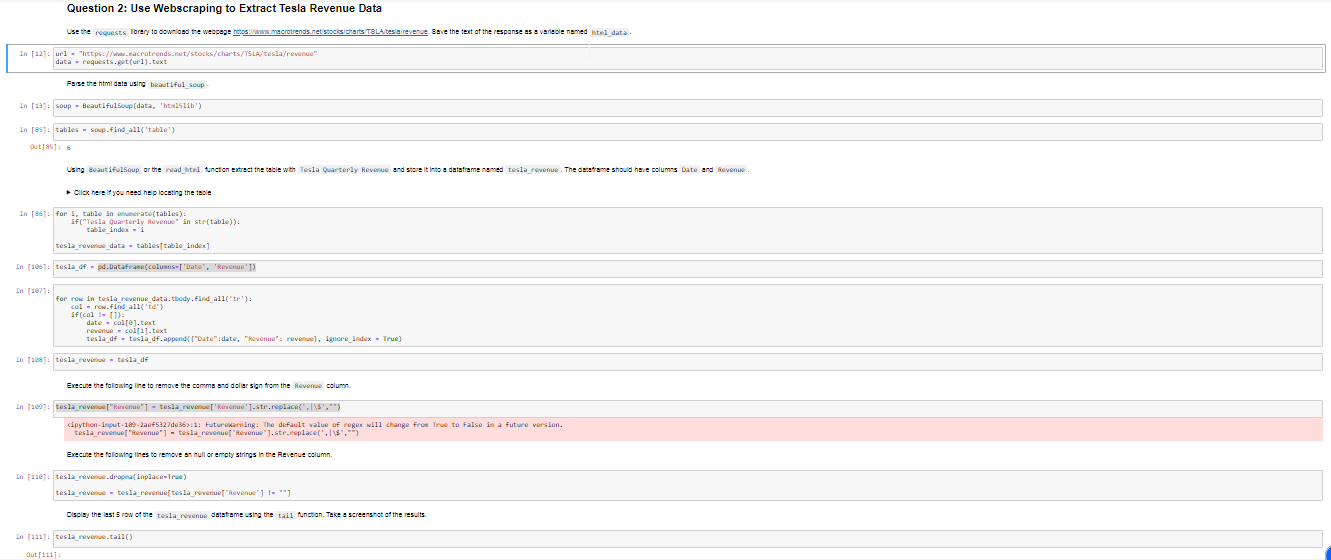 Question 2: Use Webscraping to Extract Tesla Revenue Data
Use the requests library to download the webpage https://www.macrotrends.net/stocks/charts/TSLA/tesla/revenue. Save the text of the response as a variable named html_data.
In [12]: url = "https://www.macrotrends.net/stocks/charts/TSLA/tesla/revenue"
data = requests.get(url).text
Parse the html data using beautiful_soup.
In [13]: soup = BeautifulSoup(data, 'html5lib')
In [85]: tables = soup.find_all('table')
Out[85]: 6
Using BeautifulSoup or the read_html function extract the table with Tesla Quarterly Revenue and store it into a dataframe named tesla_revenue. The dataframe should have columns Date and Revenue.
▶ Click here if you need help locating the table
In [86]: for i, table in enumerate(tables):
if("Tesla Quarterly Revenue" in str(table)):
table_index = i
tesla_revenue_data = tables[table_index]
In [106]: tesla_df = pd.DataFrame(columns=['Date', 'Revenue'])
In [107]:
for row in tesla_revenue_data.tbody.find_all('tr'):
col = row.find_all('td')
if(col != []):
date = col[0].text
revenue = col[1].text
tesla_df = tesla_df.append({"Date":date, "Revenue": revenue}, ignore_index = True)
In [108]: tesla_revenue = tesla_df
Execute the following line to remove the comma and dollar sign from the Revenue column.
In [109]: tesla_revenue["Revenue"] = tesla_revenue['Revenue'].str.replace(',|\$',"")
<ipython-input-109-2aef5327de36>:1: FutureWarning: The default value of regex will change from True to False in a future version.
tesla_revenue["Revenue"] = tesla_revenue['Revenue'].str.replace(',|\$',"")
Execute the following lines to remove an null or empty strings in the Revenue column.
In [110]: tesla_revenue.dropna(inplace=True)
tesla_revenue = tesla_revenue[tesla_revenue['Revenue'] != ""]
Display the last 5 row of the tesla_revenue dataframe using the tail function. Take a screenshot of the results.
In [111]: tesla_revenue.tail()
Out[111]: